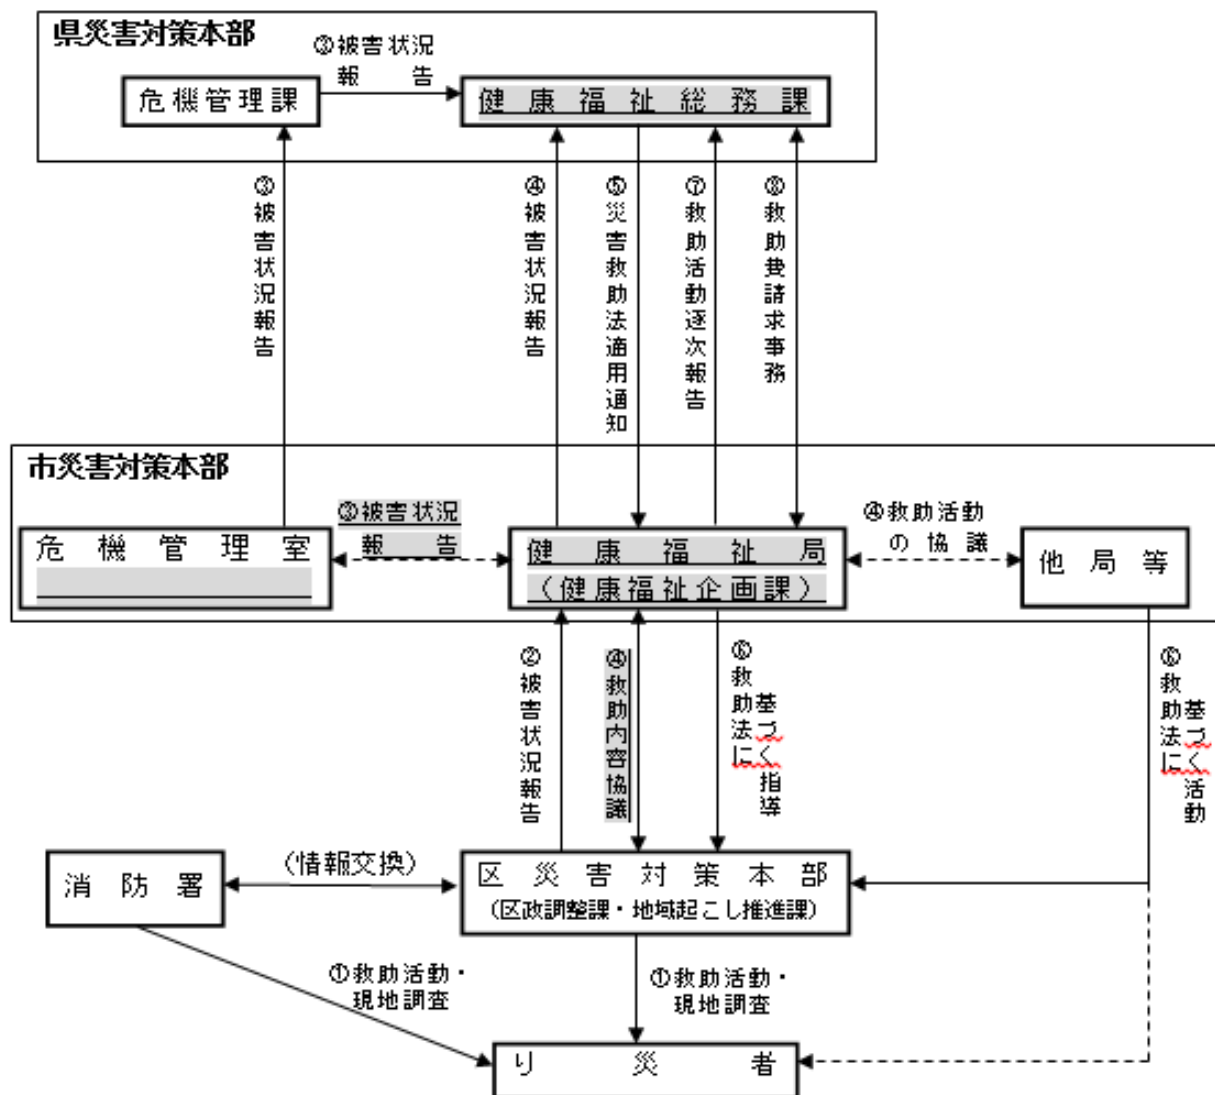 県災害対策本部
③被害状況
報告
危機管理課
健康福祉総務課
③被害状況報告
④被害状況報告
⑤災害救助法適用通知
⑦救助活動逐次報告
⑧救助費請求事務
市災害対策本部
③被害状況
報告
④救助活動
の協議
危機管理室
健康福祉局
(健康福祉企画課)
他局等
②被害状況報告
④救助内容協議
⑥救助法に
基づく指導
⑥救助法に
基づく活動
消防署
(情報交換)
区災害対策本部
(区政調整課・地域起こし推進課)
①救助活動・
現地調査
①救助活動・
現地調査
り災者